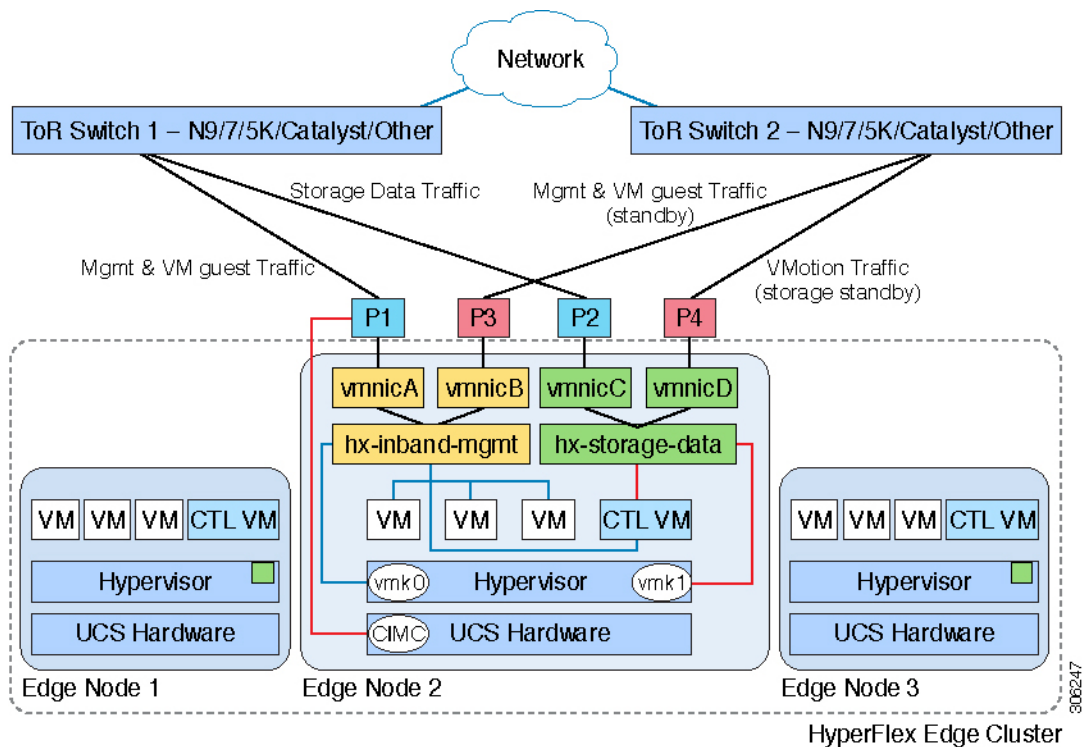 Network
ToR Switch 1 – N9/7/5K/Catalyst/Other
ToR Switch 2 – N9/7/5K/Catalyst/Other
Storage Data Traffic
Mgmt & VM guest Traffic
(standby)
Mgmt & VM guest Traffic
VMotion Traffic
(storage standby)
P1
P3
P2
P4
vmnicA
vmnicB
vmnicC
vmnicD
hx-inband-mgmt
hx-storage-data
VM
VM
VM
CTL VM
Hypervisor
UCS Hardware
Edge Node 1
VM
VM
VM
CTL VM
vmk0
Hypervisor
vmk1
CIMC
UCS Hardware
Edge Node 2
VM
VM
VM
CTL VM
Hypervisor
UCS Hardware
Edge Node 3
306247
HyperFlex Edge Cluster